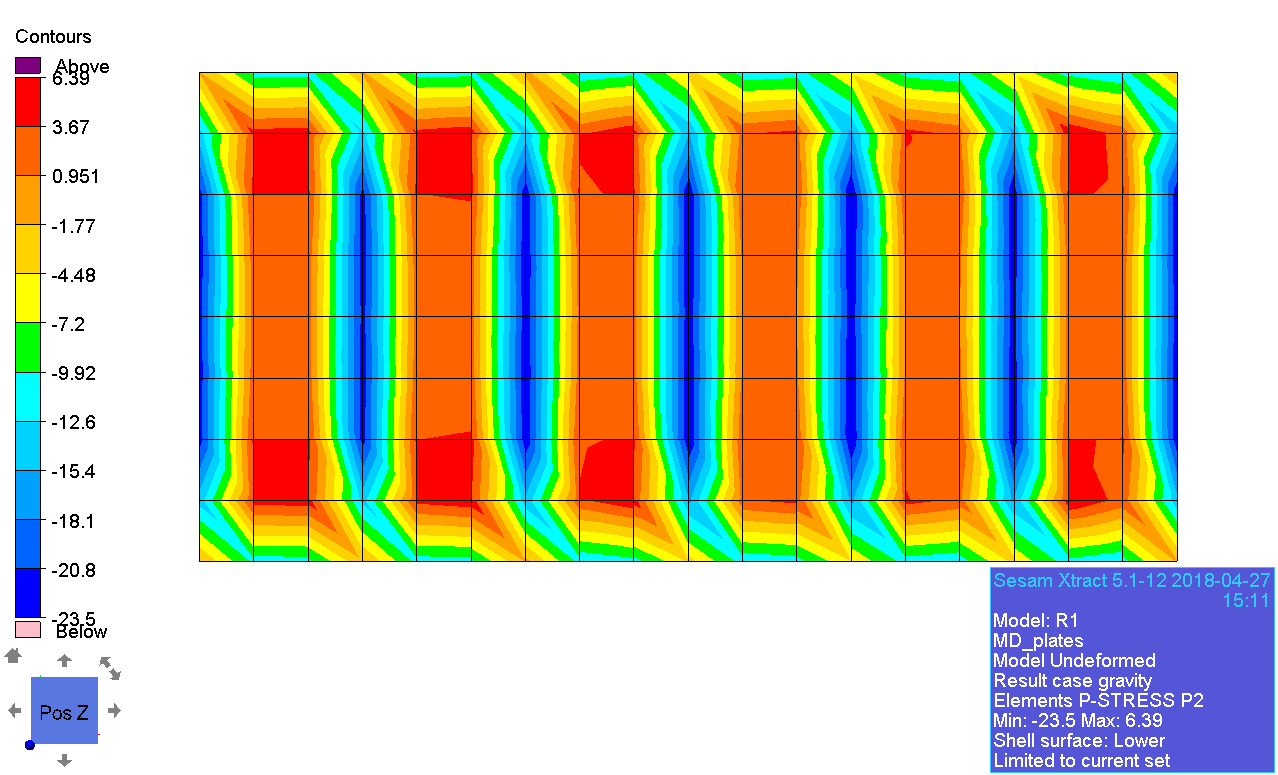 Contours
Above
6.39
3.67
0.951
-1.77
-4.48
-7.2
-9.92
-12.6
-15.4
-18.1
-20.8
-23.5
Below
Pos Z
Sesam Xtract 5.1-12 2018-04-27
15:11
Model: R1
MD_plates
Model Undeformed
Result case gravity
Elements P-STRESS P2
Min: -23.5 Max: 6.39
Shell surface: Lower
Limited to current set